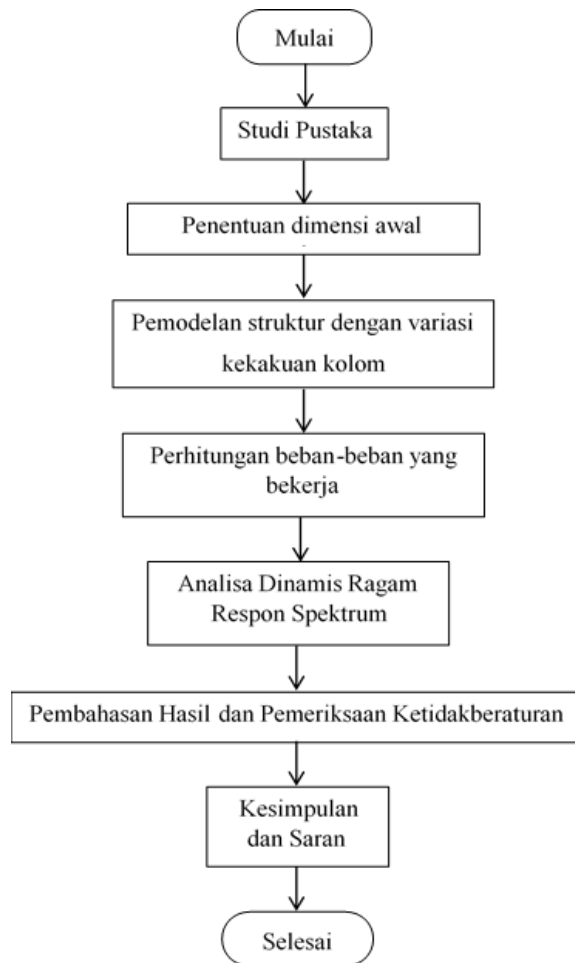 Mulai
Studi Pustaka
Penentuan dimensi awal
Pemodelan struktur dengan variasi
kekakuan kolom
Perhitungan beban-beban yang
bekerja
Analisa Dinamis Ragam
Respon Spektrum
Pembahasan Hasil dan Pemeriksaan Ketidakberaturan
Kesimpulan
dan Saran
Selesai